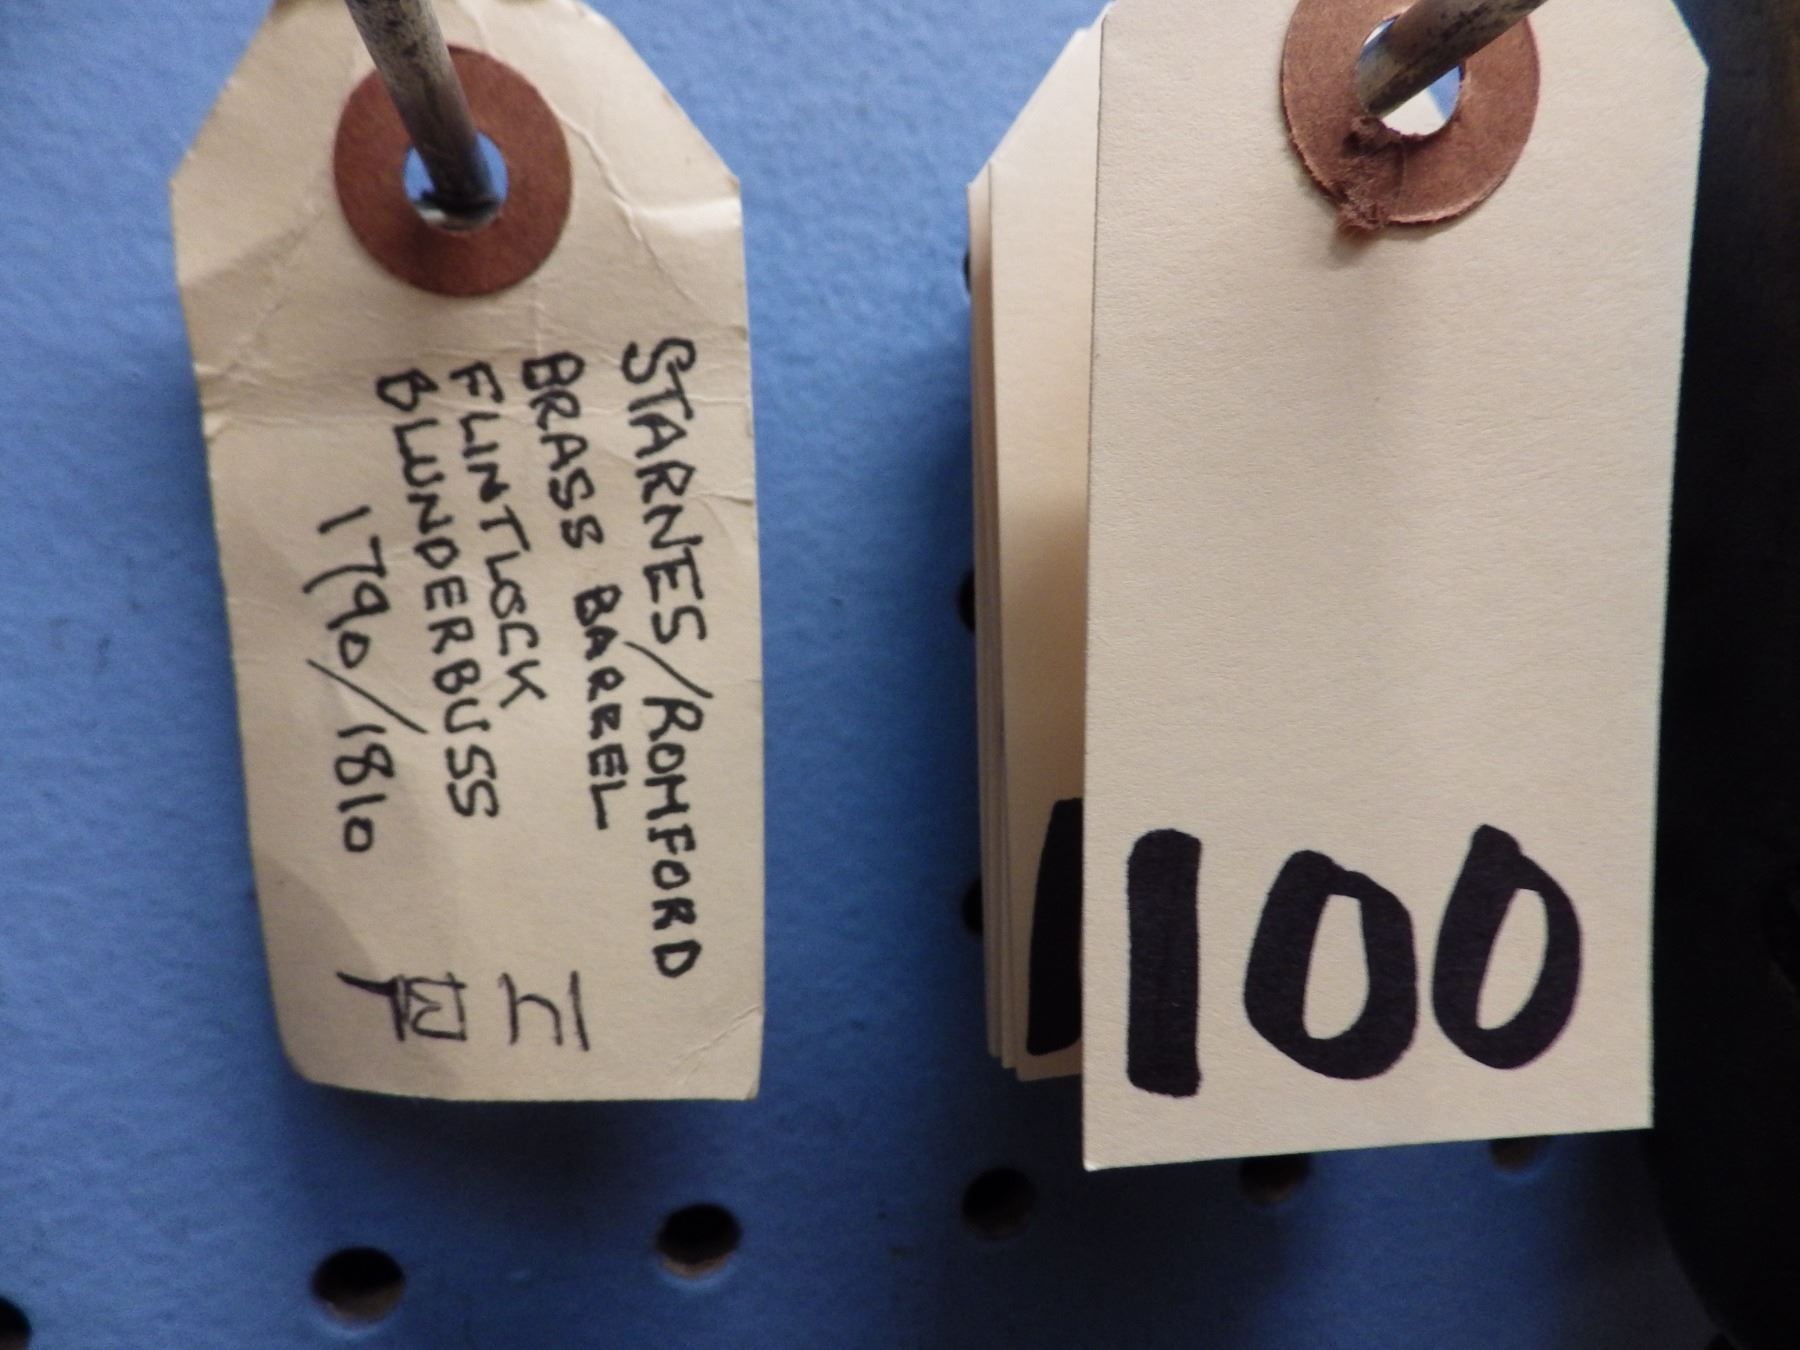 STARNES/ROMFORD
BRASS BARREL
FLINTLOCK
BLUNDERBUSS
1790/1810
100